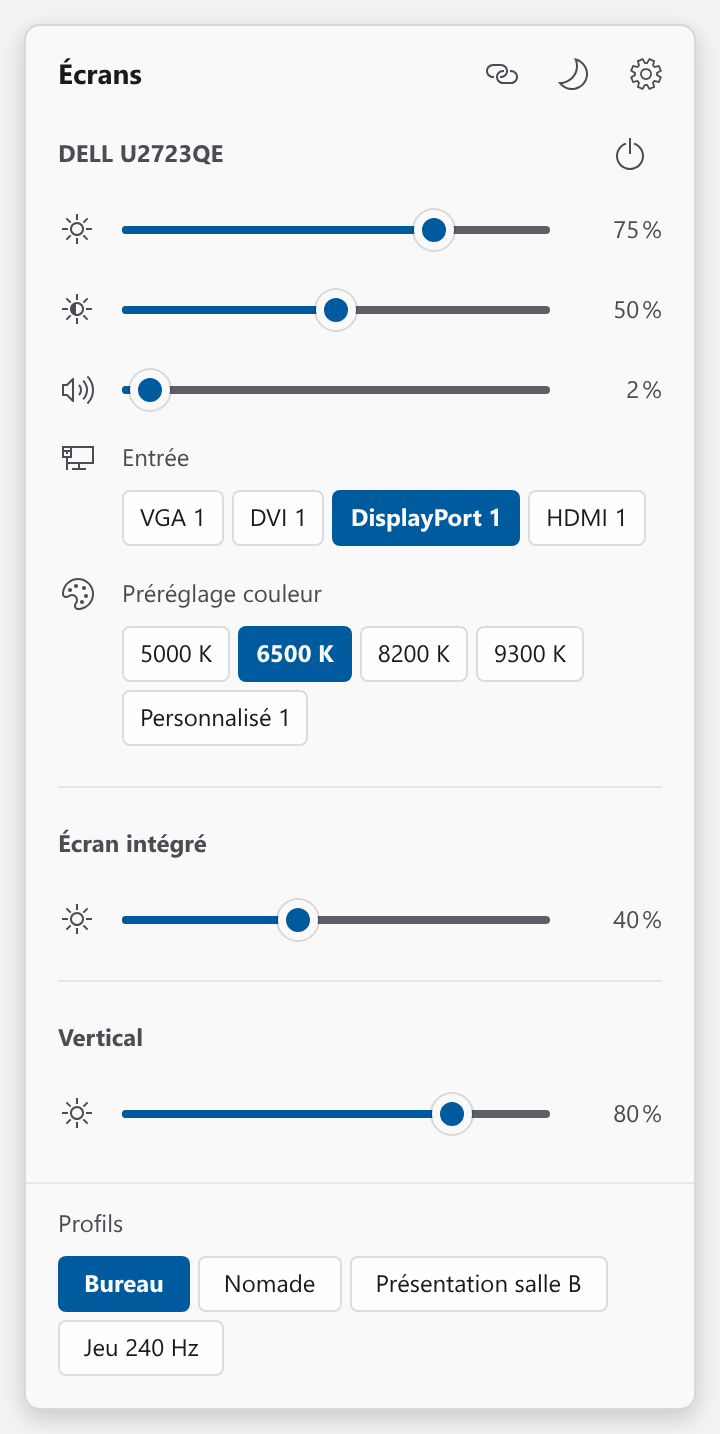 Écrans
DELL U2723QE
75 %
50 %
2 %
Entrée
VGA 1 DVI 1 DisplayPort 1 HDMI 1
Préréglage couleur
5000 K 6500 K 8200 K 9300 K
Personnalisé 1
Écran intégré
40 %
Vertical
80 %
Profils
Bureau Nomade Présentation salle B
Jeu 240 Hz